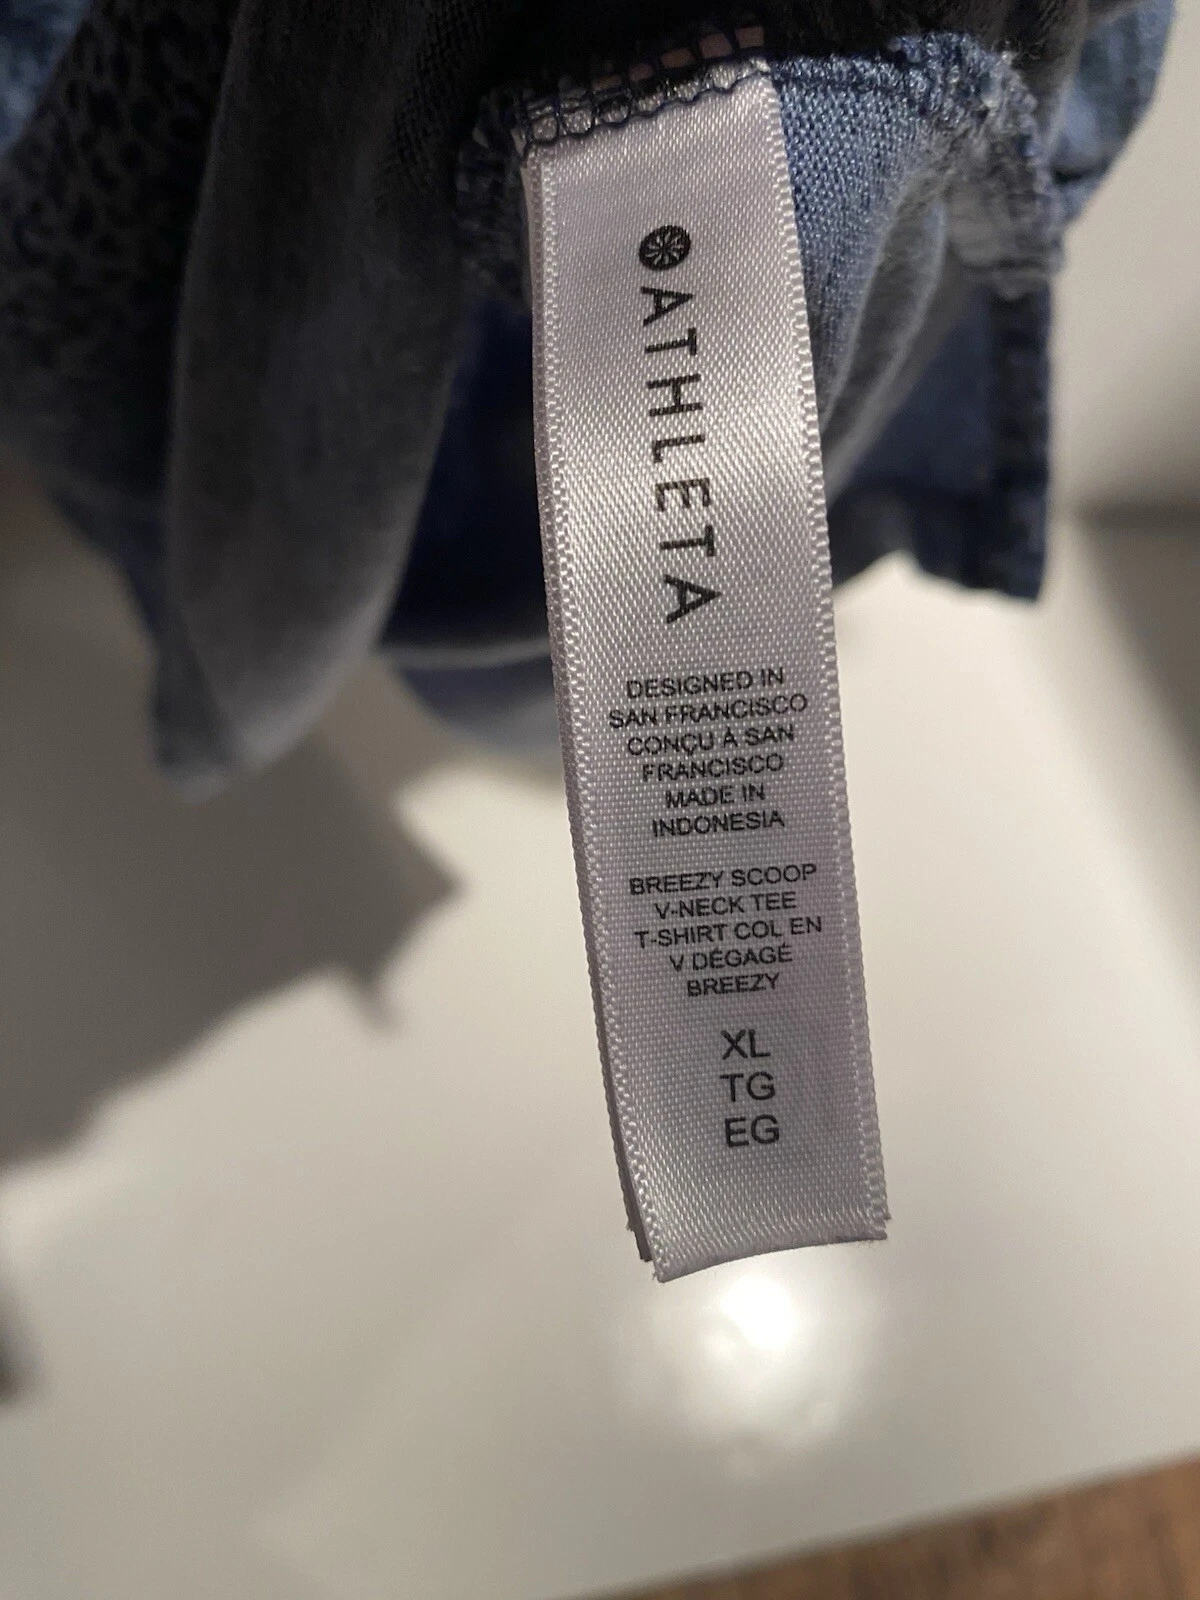 ATHLETA
DESIGNED IN
SAN FRANCISCO
CONÇU À SAN
FRANCISCO
MADE IN
INDONESIA
BREEZY SCOOP
V-NECK TEE
T-SHIRT COL EN
V DÉGAGÉ
BREEZY
XL
TG
EG